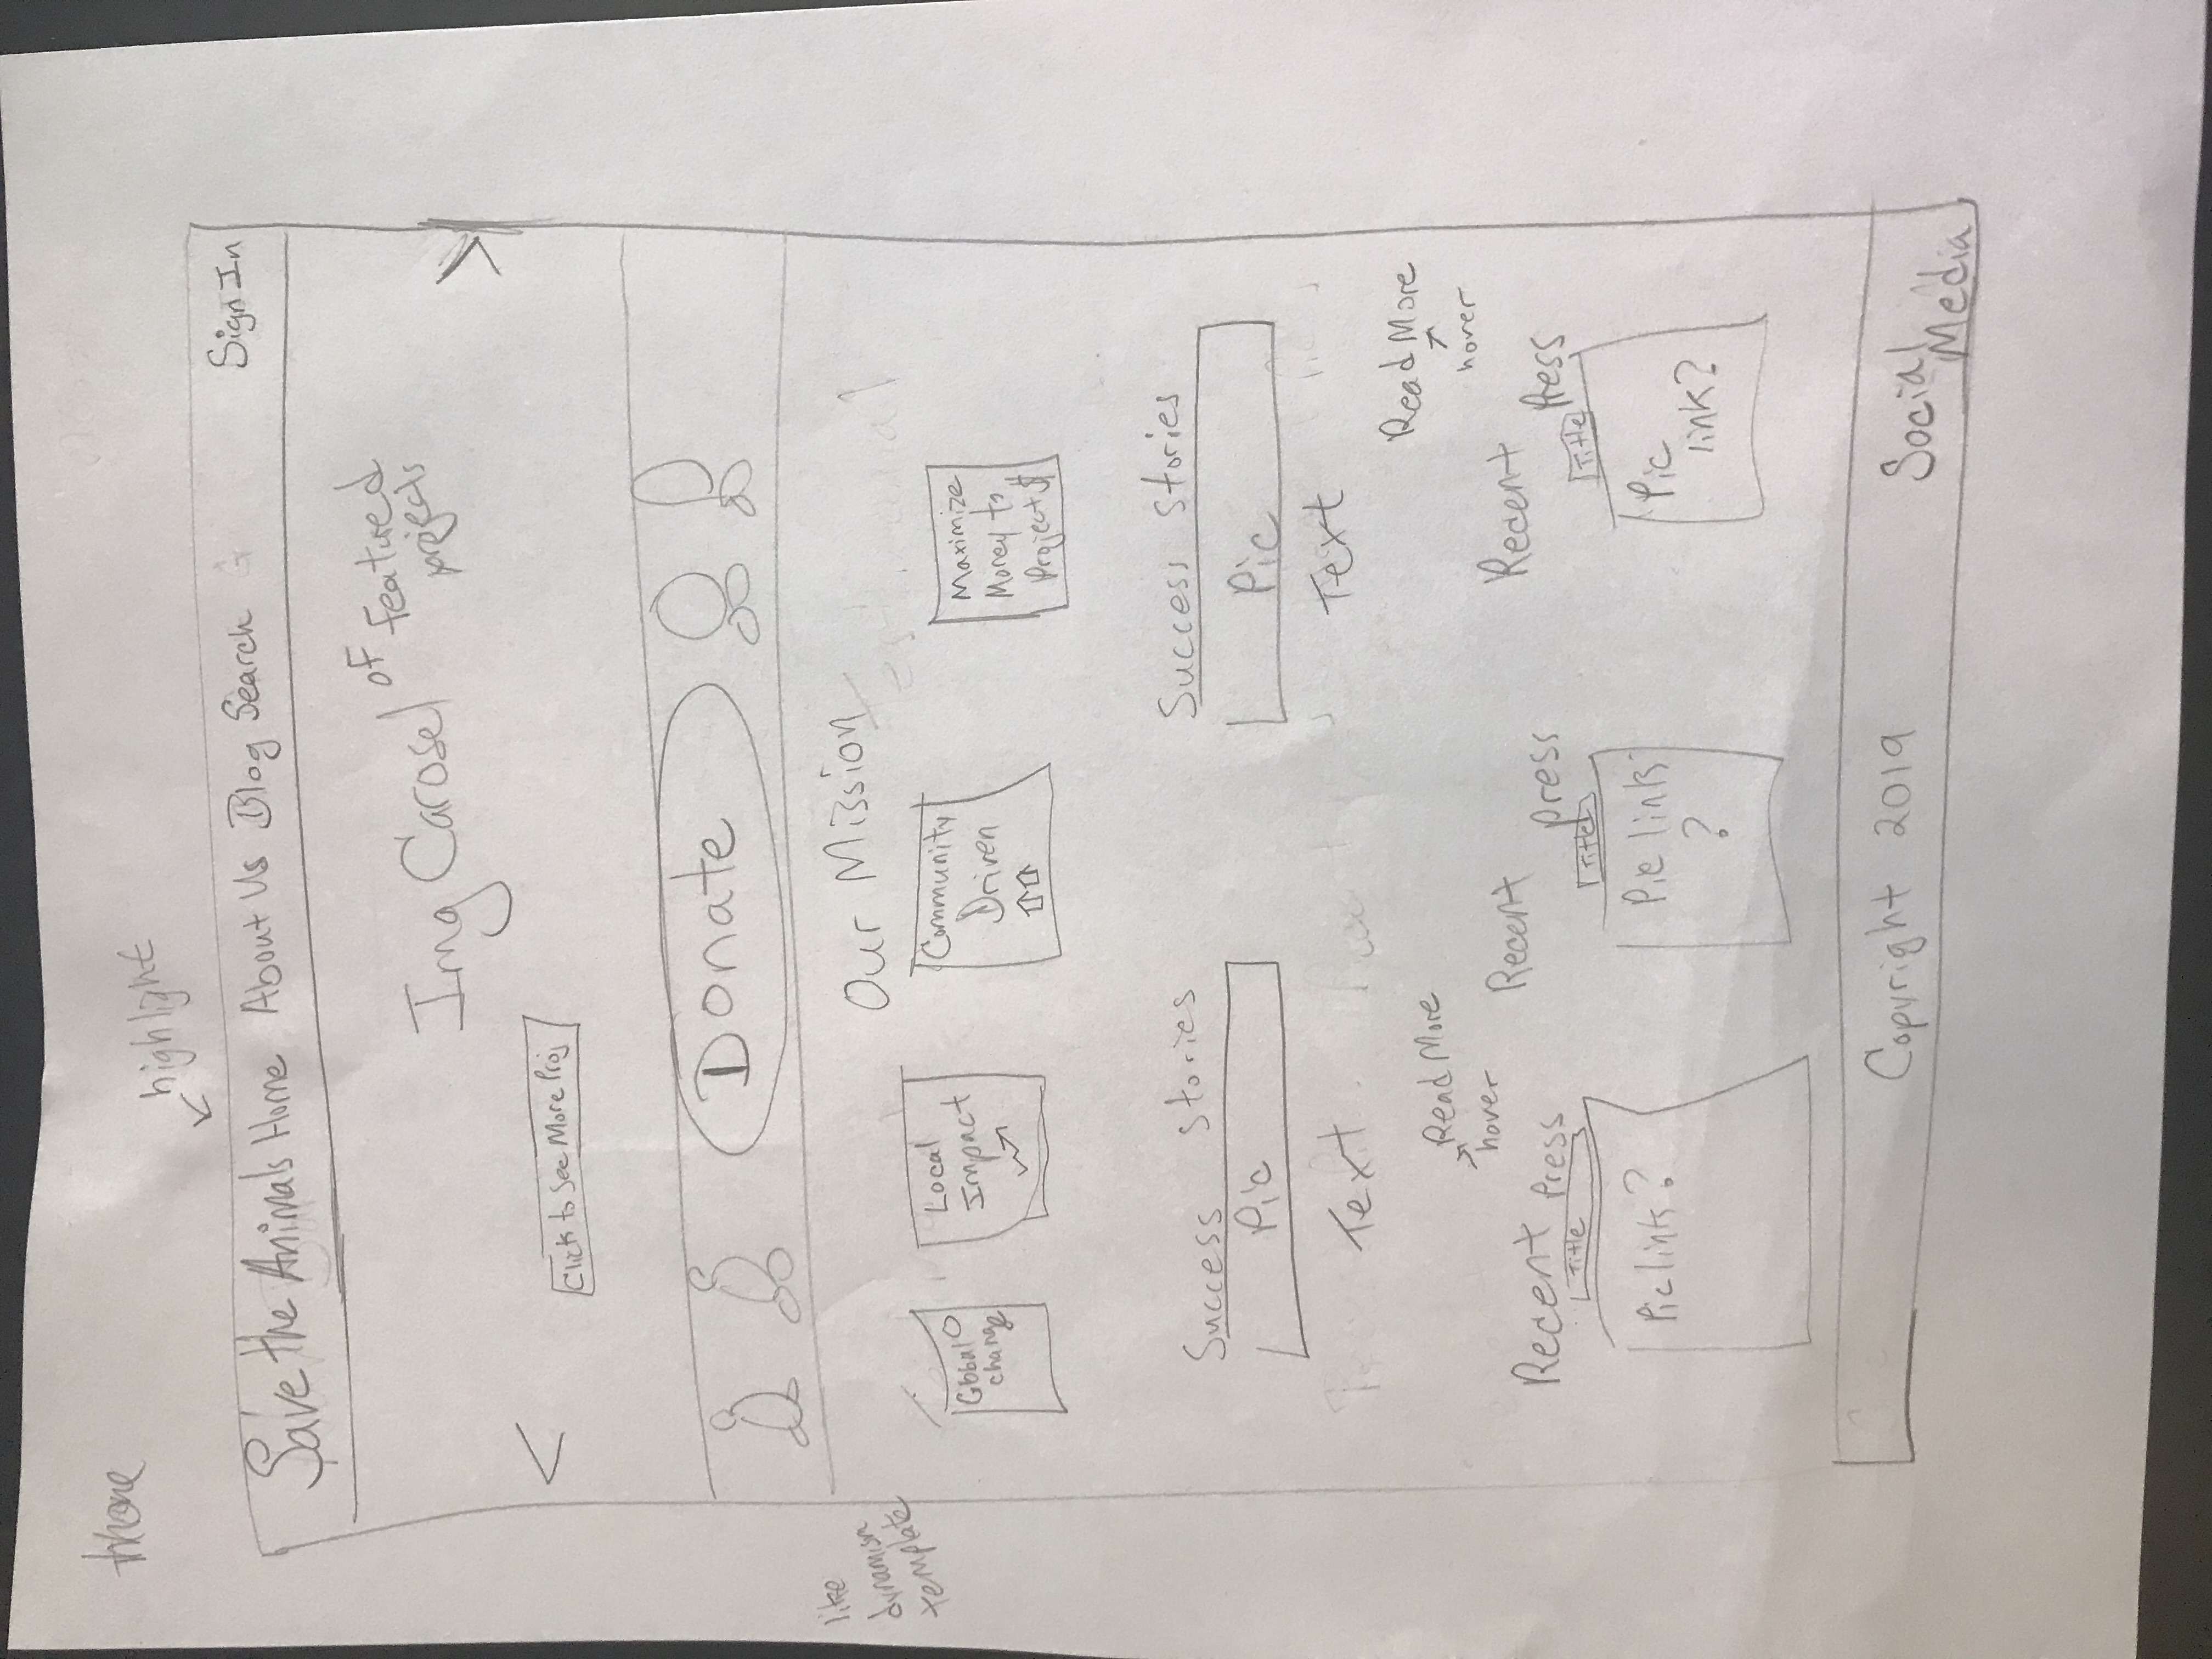 Home
highlight
Save the Animals Home About Us Blog Search Sign In
Img Carosel of Featured
projects
< >
Click to See More Proj
Donate
like
dynamism
template
Our Mission
Global
change
Local
Impact
Community
Driven
Maximize
Money to
Project $
Success Stories
Pic
Text
Read More
hover
Success Stories
Pic
Text
Read More
hover
Recent Press
Title
Pic links?
Recent
press
Title
Pic links
?
Recent
Press
Title
Pic
link?
Copyright 2019
Social
Media